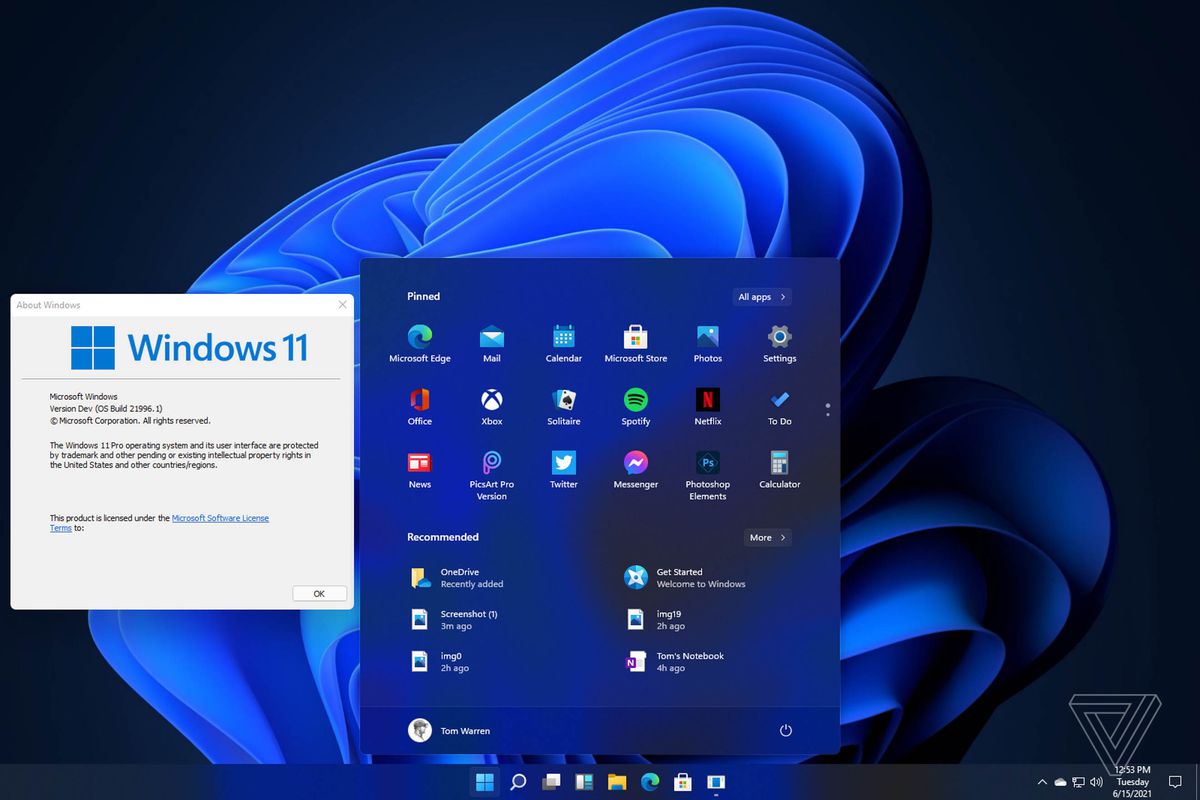 About Windows
Windows 11
Microsoft Windows
Version Dev (OS Build 21996.1)
© Microsoft Corporation. All rights reserved.
The Windows 11 Pro operating system and its user interface are protected
by trademark and other pending or existing intellectual property rights in
the United States and other countries/regions.
This product is licensed under the Microsoft Software License
Terms to:
OK
Pinned
All apps
Microsoft Edge
Mail
Calendar
Microsoft Store
Photos
Settings
Office
Xbox
Solitaire
Spotify
Netflix
To Do
News
PicsArt Pro
Version
Twitter
Messenger
Photoshop
Elements
Calculator
Recommended
More
OneDrive
Recently added
Get Started
Welcome to Windows
Screenshot (1)
3m ago
img19
2h ago
img0
2h ago
Tom's Notebook
4h ago
Tom Warren
12:53 PM
Tuesday
6/15/2021